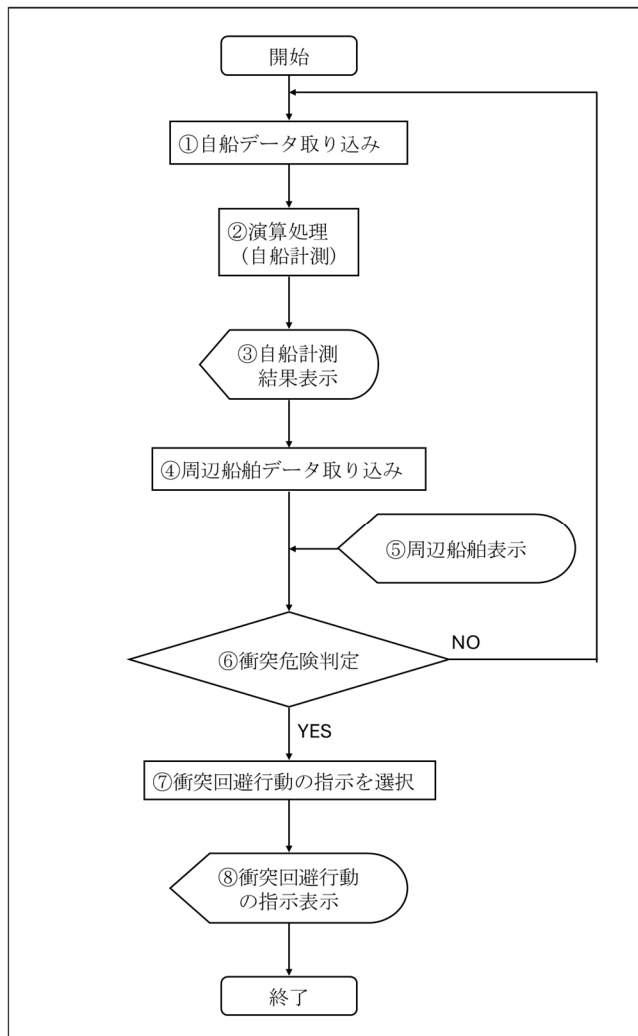 開始
①自船データ取り込み
②演算処理
（自船計測）
③自船計測
結果表示
④周辺船舶データ取り込み
⑤周辺船舶表示
⑥衝突危険判定
NO
YES
⑦衝突回避行動の指示を選択
⑧衝突回避行動
の指示表示
終了